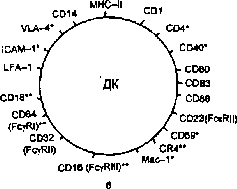 MHC–II
CD1
CD4*
CD40*
CD80
CD83
CD86
CD23(FcεRII)
CD69*
CR4**
Mac–1*
CD16 (FcγRIII)**
CD32
(FcγRII)
CD64
(FcγRI)**
CD18**
LFA–1
ICAM–1*
VLA–4*
CD14
ДК
б